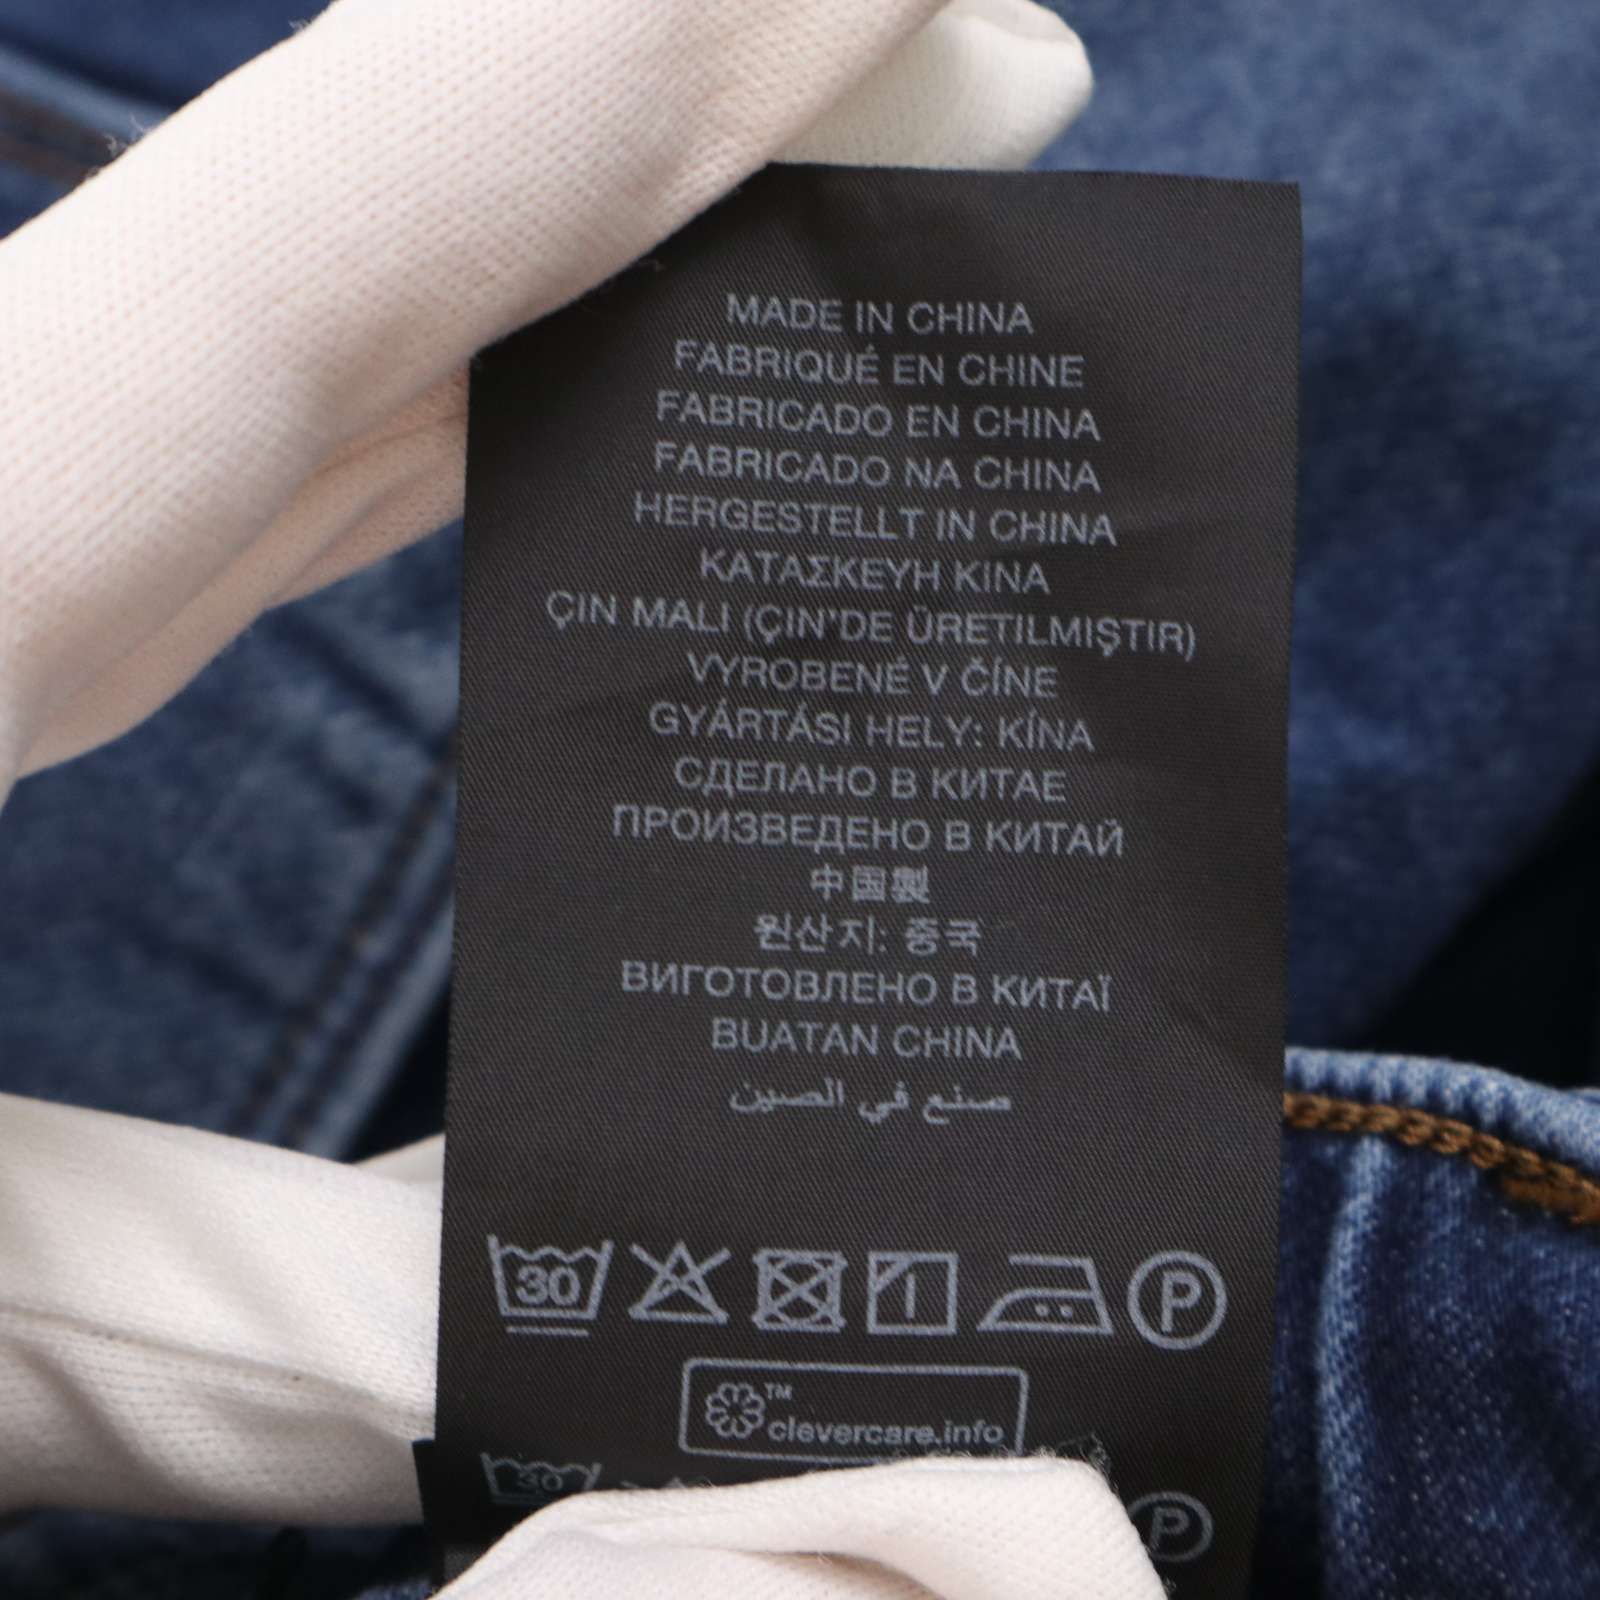 MADE IN CHINA
FABRIQUÉ EN CHINE
FABRICADO EN CHINA
FABRICADO NA CHINA
HERGESTELLT IN CHINA
ΚΑΤΑΣΚΕΥΗ ΚΙΝΑ
ÇIN MALI (ÇIN'DE ÜRETILMIŞTIR)
VYROBENÉ V ČÍNE
GYÁRTÁSI HELY: KÍNA
СДЕЛАНО В КИТАЕ
ПРОИЗВЕДЕНО В КИТАЙ
中国製
원산지: 중국
ВИГОТОВЛЕНО В КИТАЇ
BUATAN CHINA
صنع في الصين
30 P
TM
clevercare.info
30 P